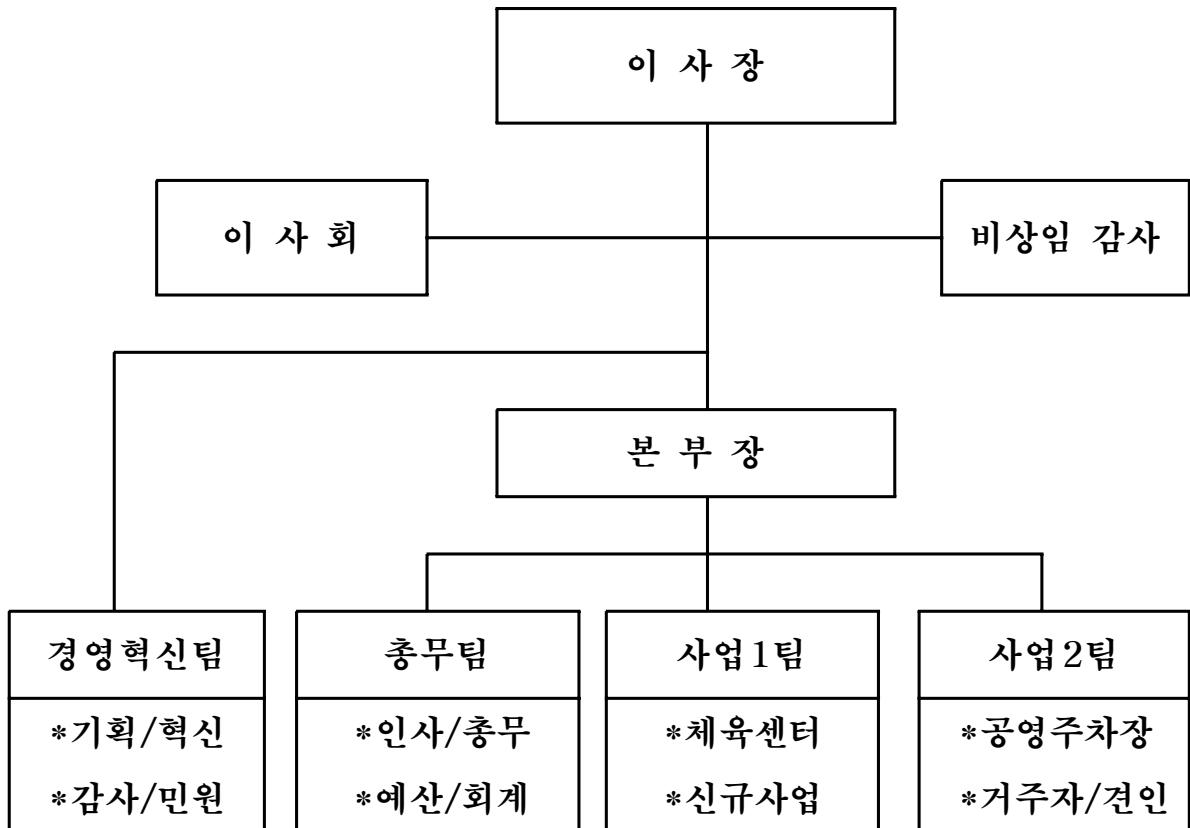 이 사 장
이 사 회
비상임 감사
본 부 장
경영혁신팀
*기획/혁신
*감사/민원
총무팀
*인사/총무
*예산/회계
사업1팀
*체육센터
*신규사업
사업2팀
*공영주차장
*거주자/견인